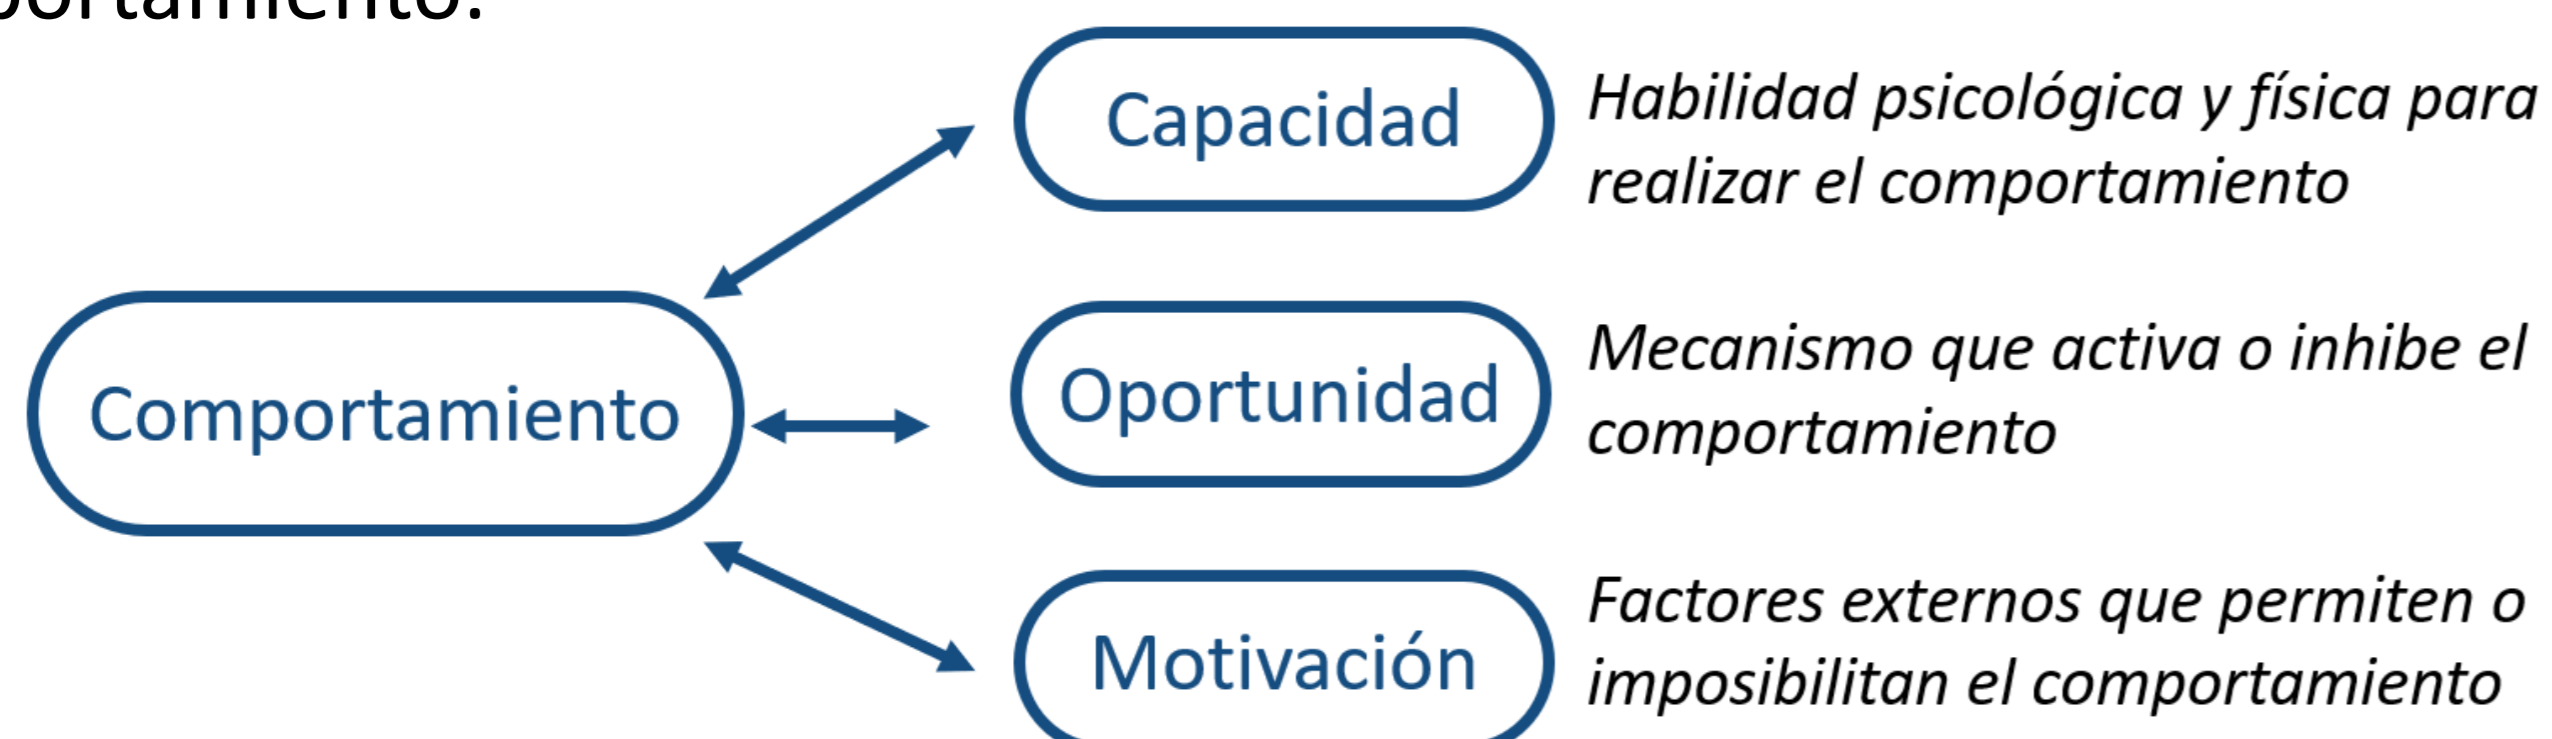 portamiento.
Capacidad
Habilidad psicológica y física para
realizar el comportamiento
Comportamiento
Oportunidad
Mecanismo que activa o inhibe el
comportamiento
Motivación
Factores externos que permiten o
imposibilitan el comportamiento